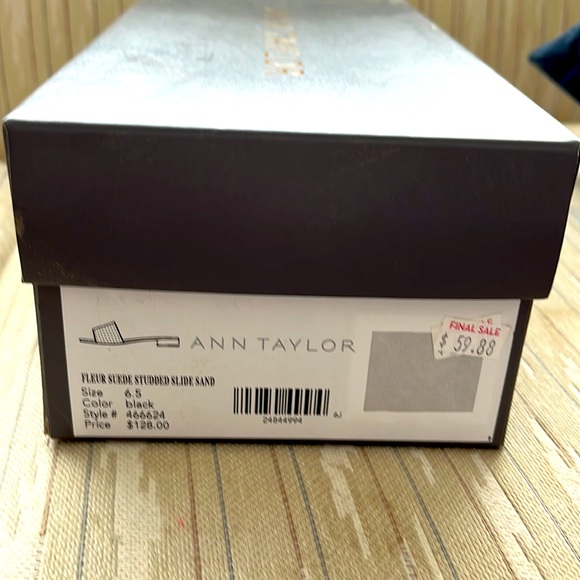 ANN TAYLOR
FLEUR SUEDE STUDDED SLIDE SAND
Size 6.5
Color black
Style # 466624
Price $128.00
24844994
FINAL SALE
59.88